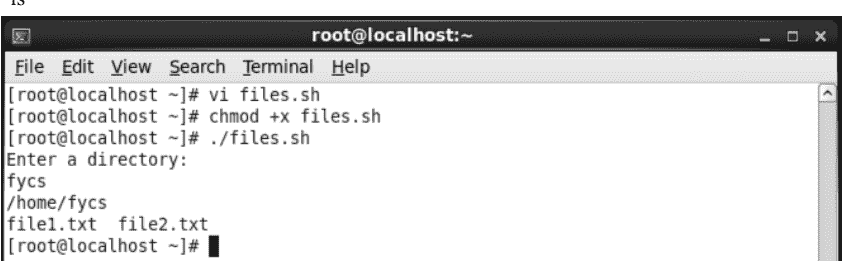 ls
root@localhost:~
File Edit View Search Terminal Help
[root@localhost ~]# vi files.sh
[root@localhost ~]# chmod +x files.sh
[root@localhost ~]# ./files.sh
Enter a directory:
fycs
/home/fycs
file1.txt  file2.txt
[root@localhost ~]#